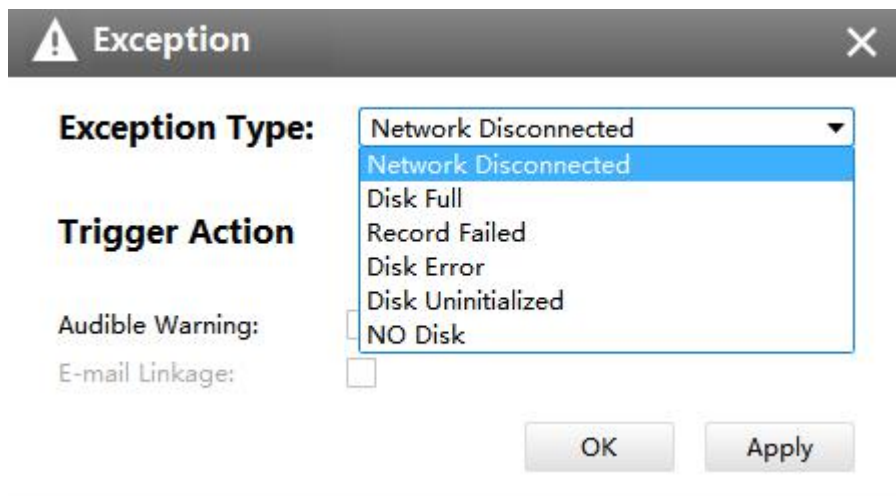 Exception
Exception Type: Network Disconnected
Network Disconnected
Disk Full
Trigger Action Record Failed
Disk Error
Disk Uninitialized
Audible Warning: NO Disk
E-mail Linkage:
OK Apply